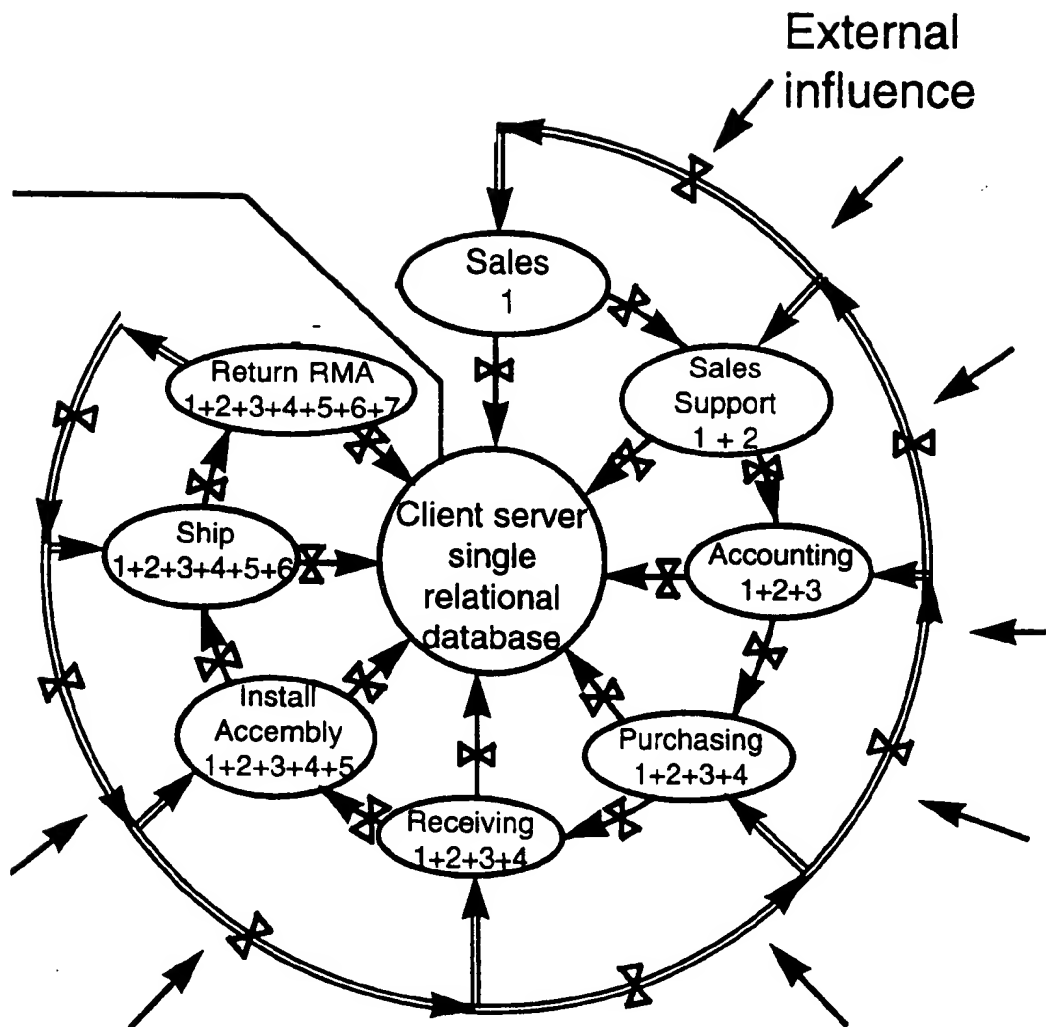 External
influence
Sales
1
Sales
Support
1 + 2
Accounting
1+2+3
Purchasing
1+2+3+4
Receiving
1+2+3+4
Install
Accembly
1+2+3+4+5
Ship
1+2+3+4+5+6
Return RMA
1+2+3+4+5+6+7
Client server
single
relational
database